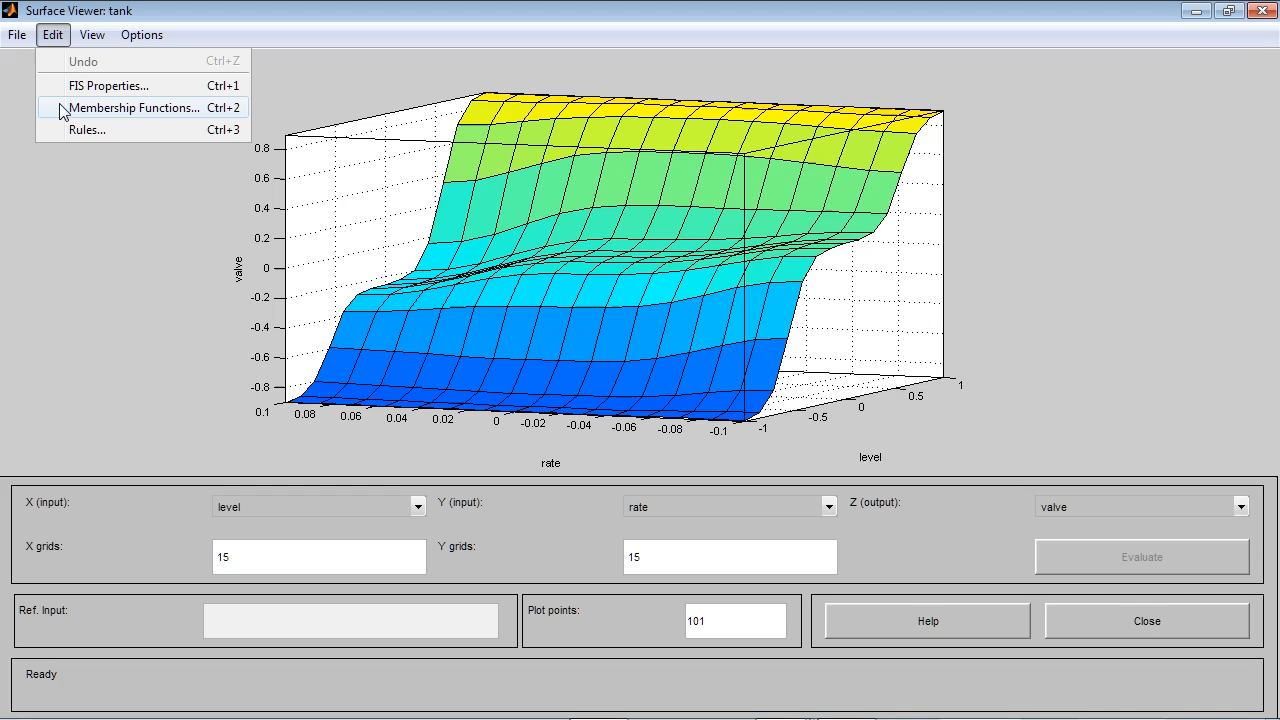 Surface Viewer: tank
File Edit View Options
Undo Ctrl+Z
FIS Properties... Ctrl+1
Membership Functions... Ctrl+2
Rules... Ctrl+3
0.8
0.6
0.4
0.2
0
-0.2
-0.4
-0.6
-0.8
valve
0.1 0.08 0.06 0.04 0.02 0 -0.02 -0.04 -0.06 -0.08 -0.1
-1 -0.5 0 0.5 1
rate
level
X (input): level Y (input): rate Z (output): valve
X grids: 15 Y grids: 15 Evaluate
Ref. Input: Plot points: 101 Help Close
Ready